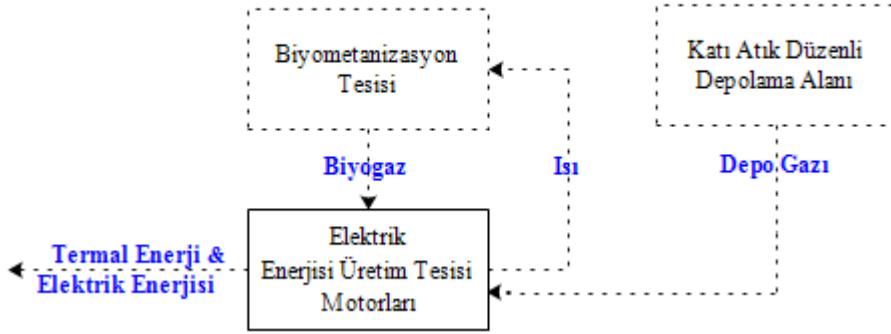 Biyometanizasyon
Tesisi
Katı Atık Düzenli
Depolama Alanı
Biyogaz
Isı
Depo Gazı
Elektrik
Enerjisi Üretim Tesisi
Motorları
Termal Enerji &
Elektrik Enerjisi